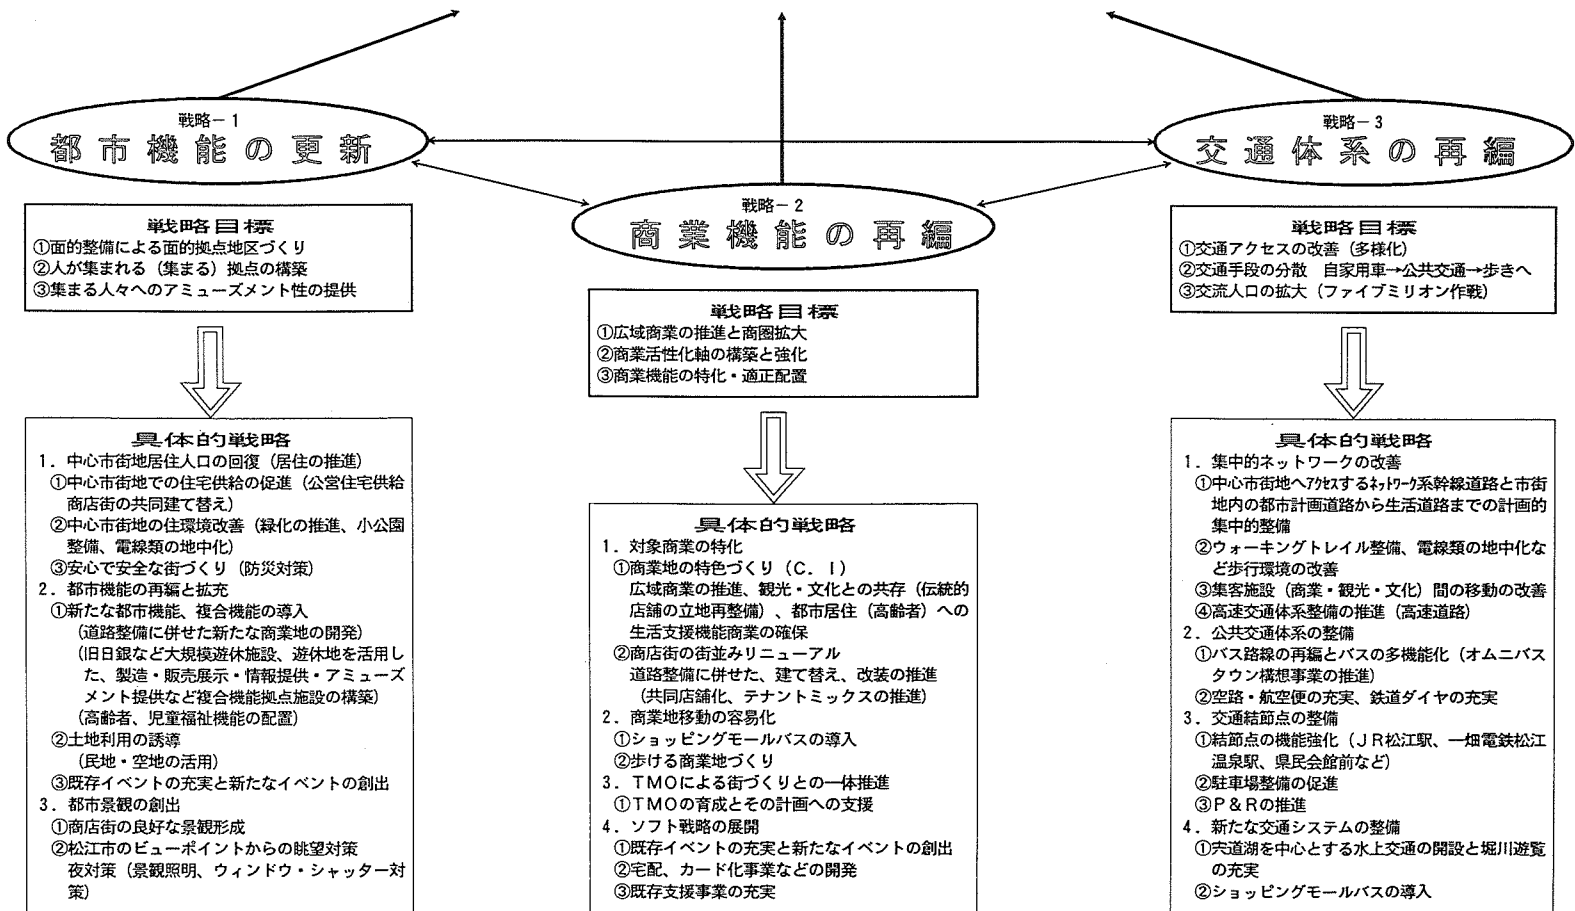 戦略－１
都市機能の更新
戦略目標
①面的整備による面的拠点地区づくり
②人が集まれる（集まる）拠点の構築
③集まる人々へのアミューズメント性の提供
具体的戦略
１．中心市街地居住人口の回復（居住の推進）
①中心市街地での住宅供給の促進（公営住宅供給
商店街の共同建て替え）
②中心市街地の住環境改善（緑化の推進、小公園
整備、電線類の地中化）
③安心で安全な街づくり（防災対策）
２．都市機能の再編と拡充
①新たな都市機能、複合機能の導入
（道路整備に併せた新たな商業地の開発）
（旧日銀など大規模遊休施設、遊休地を活用し
た、製造・販売展示・情報提供・アミューズ
メント提供など複合機能拠点施設の構築）
（高齢者、児童福祉機能の配置）
②土地利用の誘導
（民地・空地の活用）
③既存イベントの充実と新たなイベントの創出
３．都市景観の創出
①商店街の良好な景観形成
②松江市のビューポイントからの眺望対策
夜対策（景観照明、ウィンドウ・シャッター対
策）
戦略－２
商業機能の再編
戦略目標
①広域商業の推進と商圏拡大
②商業活性化軸の構築と強化
③商業機能の特化・適正配置
具体的戦略
１．対象商業の特化
①商業地の特色づくり（Ｃ．Ｉ）
広域商業の推進、観光・文化との共存（伝統的
店舗の立地再整備）、都市居住（高齢者）への
生活支援機能商業の確保
②商店街の街並みリニューアル
道路整備に併せた、建て替え、改装の推進
（共同店舗化、テナントミックスの推進）
２．商業地移動の容易化
①ショッピングモールバスの導入
②歩ける商業地づくり
３．ＴＭＯによる街づくりとの一体推進
①ＴＭＯの育成とその計画への支援
４．ソフト戦略の展開
①既存イベントの充実と新たなイベントの創出
②宅配、カード化事業などの開発
③既存支援事業の充実
戦略－３
交通体系の再編
戦略目標
①交通アクセスの改善（多様化）
②交通手段の分散　自家用車→公共交通→歩きへ
③交流人口の拡大（ファイブミリオン作戦）
具体的戦略
１．集中的ネットワークの改善
①中心市街地へｱｸｾｽするﾈｯﾄﾜｰｸ系幹線道路と市街
地内の都市計画道路から生活道路までの計画的
集中的整備
②ウォーキングトレイル整備、電線類の地中化な
ど歩行環境の改善
③集客施設（商業・観光・文化）間の移動の改善
④高速交通体系整備の推進（高速道路）
２．公共交通体系の整備
①バス路線の再編とバスの多機能化（オムニバス
タウン構想事業の推進）
②空路・航空便の充実、鉄道ダイヤの充実
３．交通結節点の整備
①結節点の機能強化（ＪＲ松江駅、一畑電鉄松江
温泉駅、県民会館前など）
②駐車場整備の促進
③Ｐ＆Ｒの推進
４．新たな交通システムの整備
①宍道湖を中心とする水上交通の開設と堀川遊覧
の充実
②ショッピングモールバスの導入